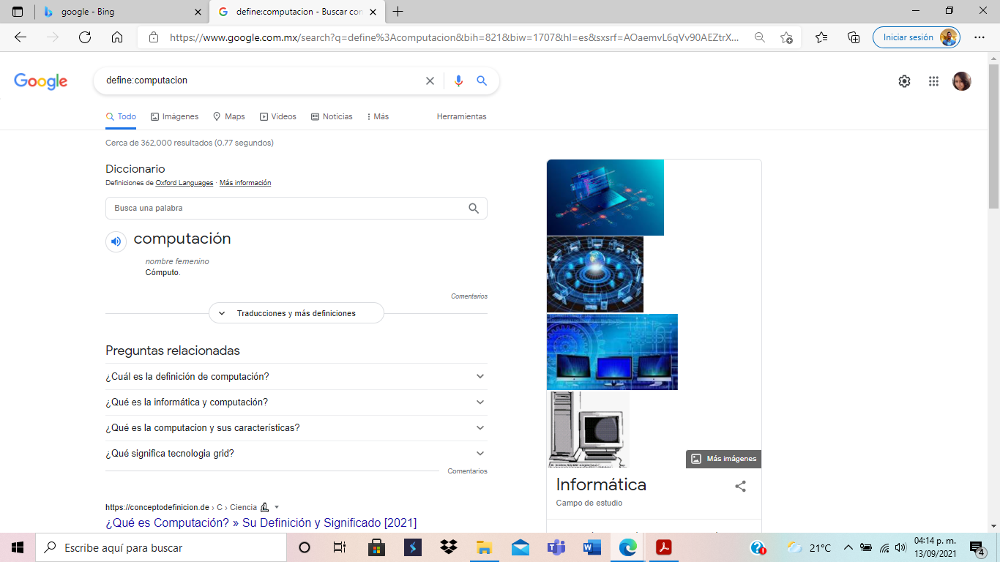 google - Bing
define:computacion - Buscar con
https://www.google.com.mx/search?q=define%3Acomputacion&bih=821&biw=1707&hl=es&sxsrf=AOaemvL6qVv90AEZtrX...
Iniciar sesión
Google
define:computacion
Todo
Imágenes
Maps
Vídeos
Noticias
Más
Herramientas
Cerca de 362,000 resultados (0.77 segundos)
Diccionario
Definiciones de Oxford Languages · Más información
Busca una palabra
computación
nombre femenino
Cómputo.
Comentarios
Traducciones y más definiciones
Preguntas relacionadas
¿Cuál es la definición de computación?
¿Qué es la informática y computación?
¿Qué es la computacion y sus características?
¿Qué significa tecnologia grid?
Comentarios
https://conceptodefinicion.de › C › Ciencia
¿Qué es Computación? » Su Definición y Significado [2021]
Más imágenes
Informática
Campo de estudio
Escribe aquí para buscar
21°C
04:14 p. m.
13/09/2021
4